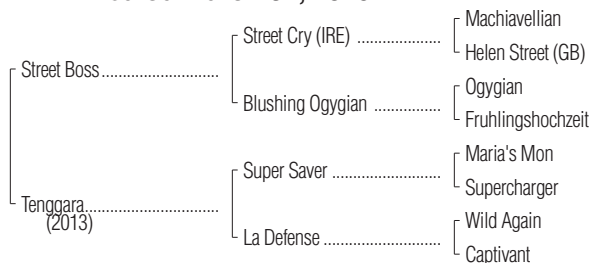 Machiavellian
Street Cry (IRE) ..................
Helen Street (GB)
Street Boss..........................
Ogygian
Blushing Ogygian ................
Fruhlingshochzeit
Maria's Mon
Super Saver ........................
Supercharger
Tenggara..............................
(2013)
Wild Again
La Defense ..........................
Captivant